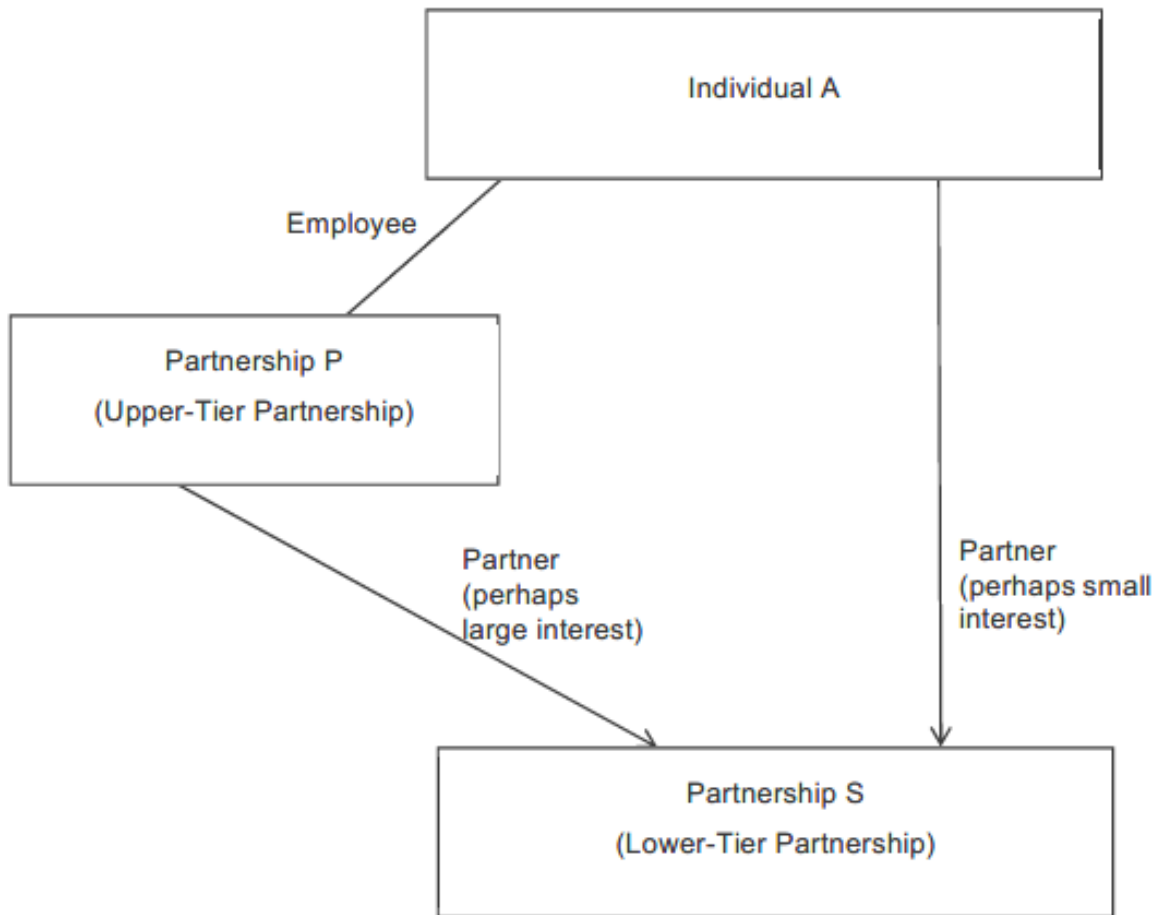 Individual A
Employee
Partnership P
(Upper-Tier Partnership)
Partner
(perhaps
large interest)
Partner
(perhaps small
interest)
Partnership S
(Lower-Tier Partnership)